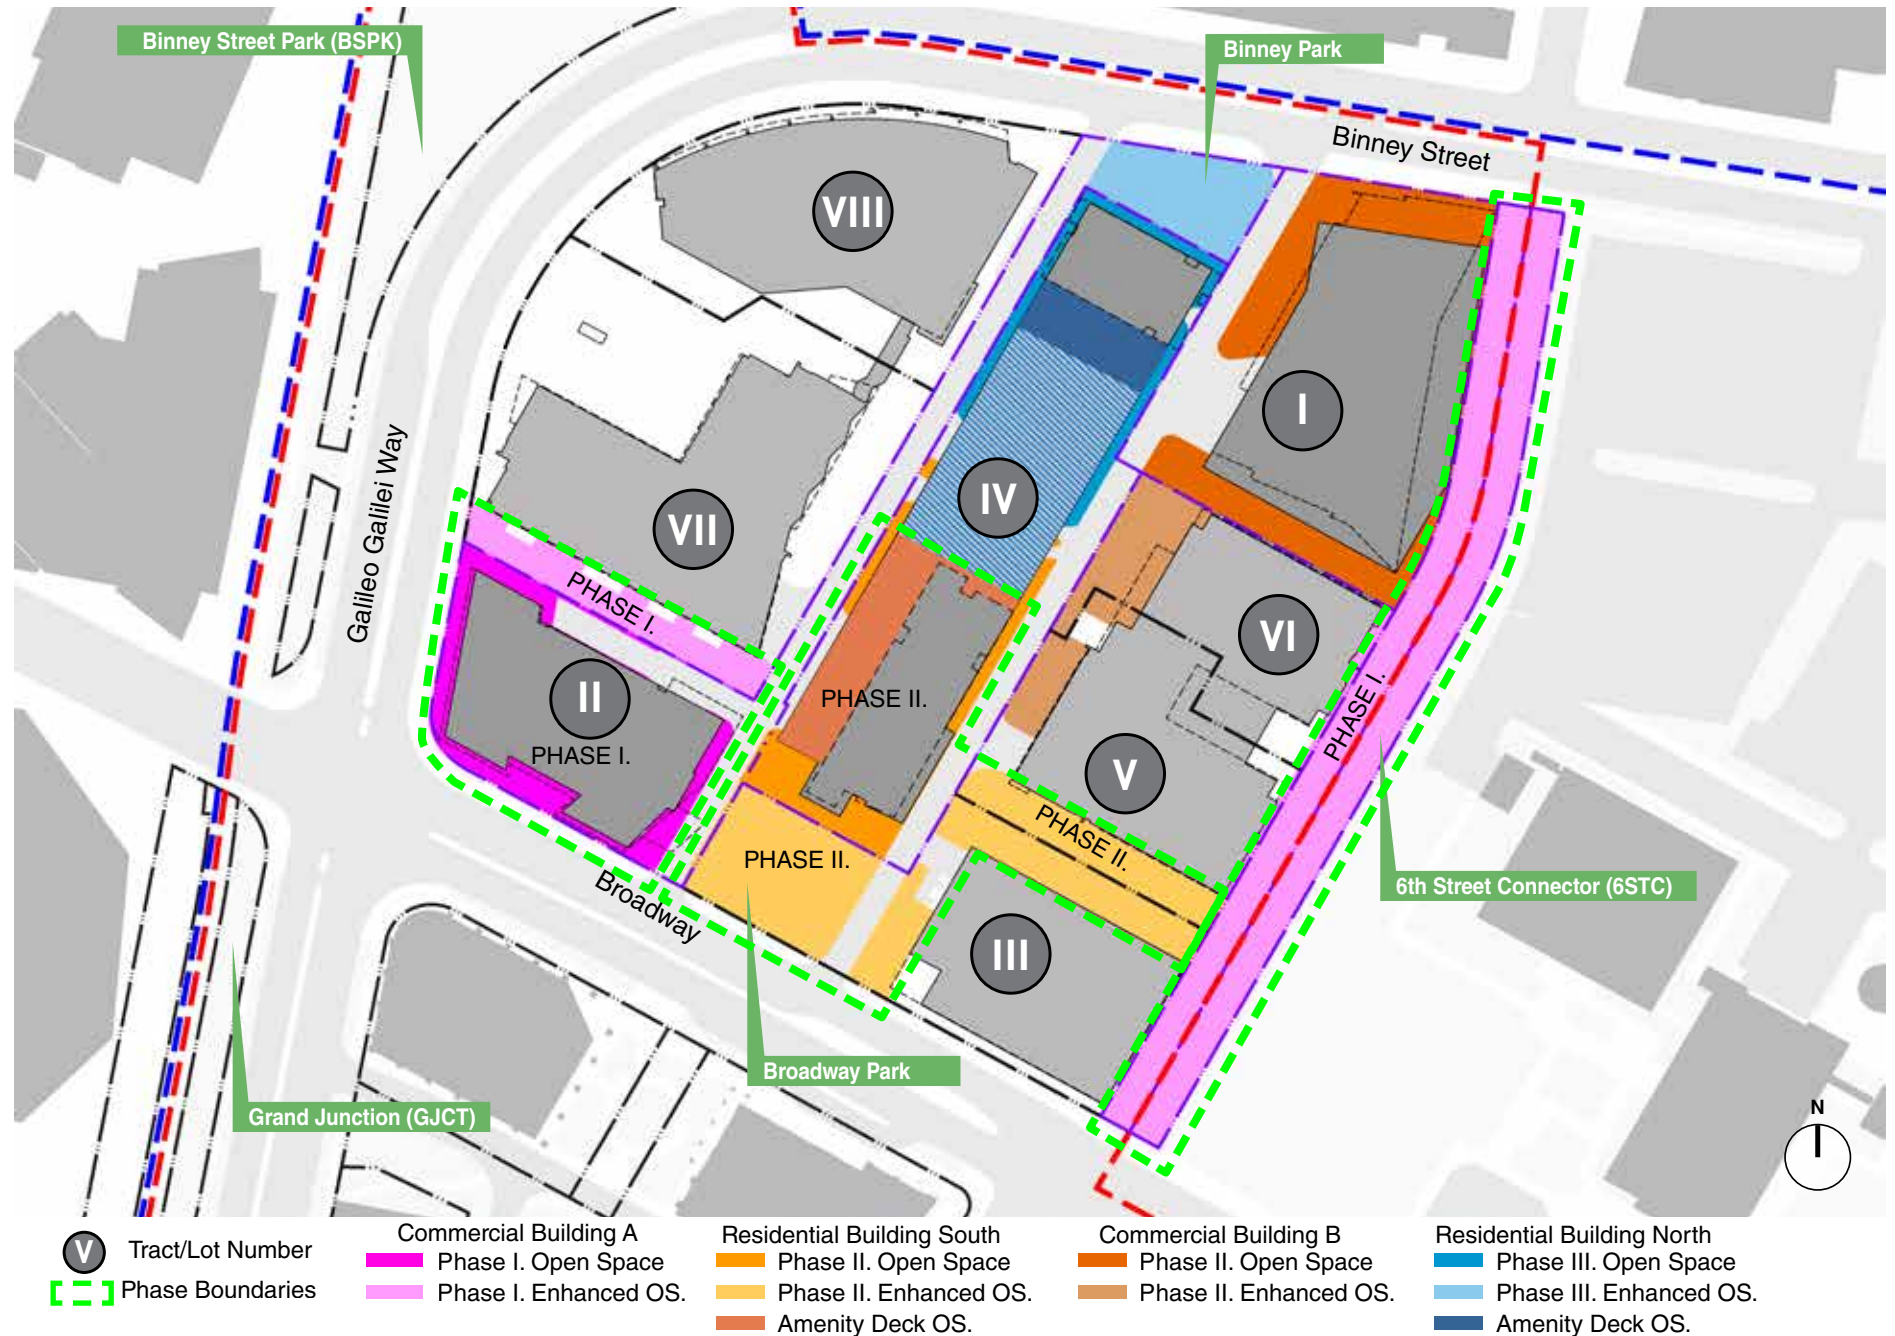 Binney Street Park (BSPK)
Binney Park
Binney Street
VIII
I
IV
VII
Galileo Galilei Way
PHASE I.
VI
II
PHASE I.
PHASE II.
PHASE I.
V
PHASE II.
PHASE II.
6th Street Connector (6STC)
Broadway
III
Broadway Park
Grand Junction (GJCT)
N
V Tract/Lot Number
Phase Boundaries
Commercial Building A
Phase I. Open Space
Phase I. Enhanced OS.
Residential Building South
Phase II. Open Space
Phase II. Enhanced OS.
Amenity Deck OS.
Commercial Building B
Phase II. Open Space
Phase II. Enhanced OS.
Residential Building North
Phase III. Open Space
Phase III. Enhanced OS.
Amenity Deck OS.